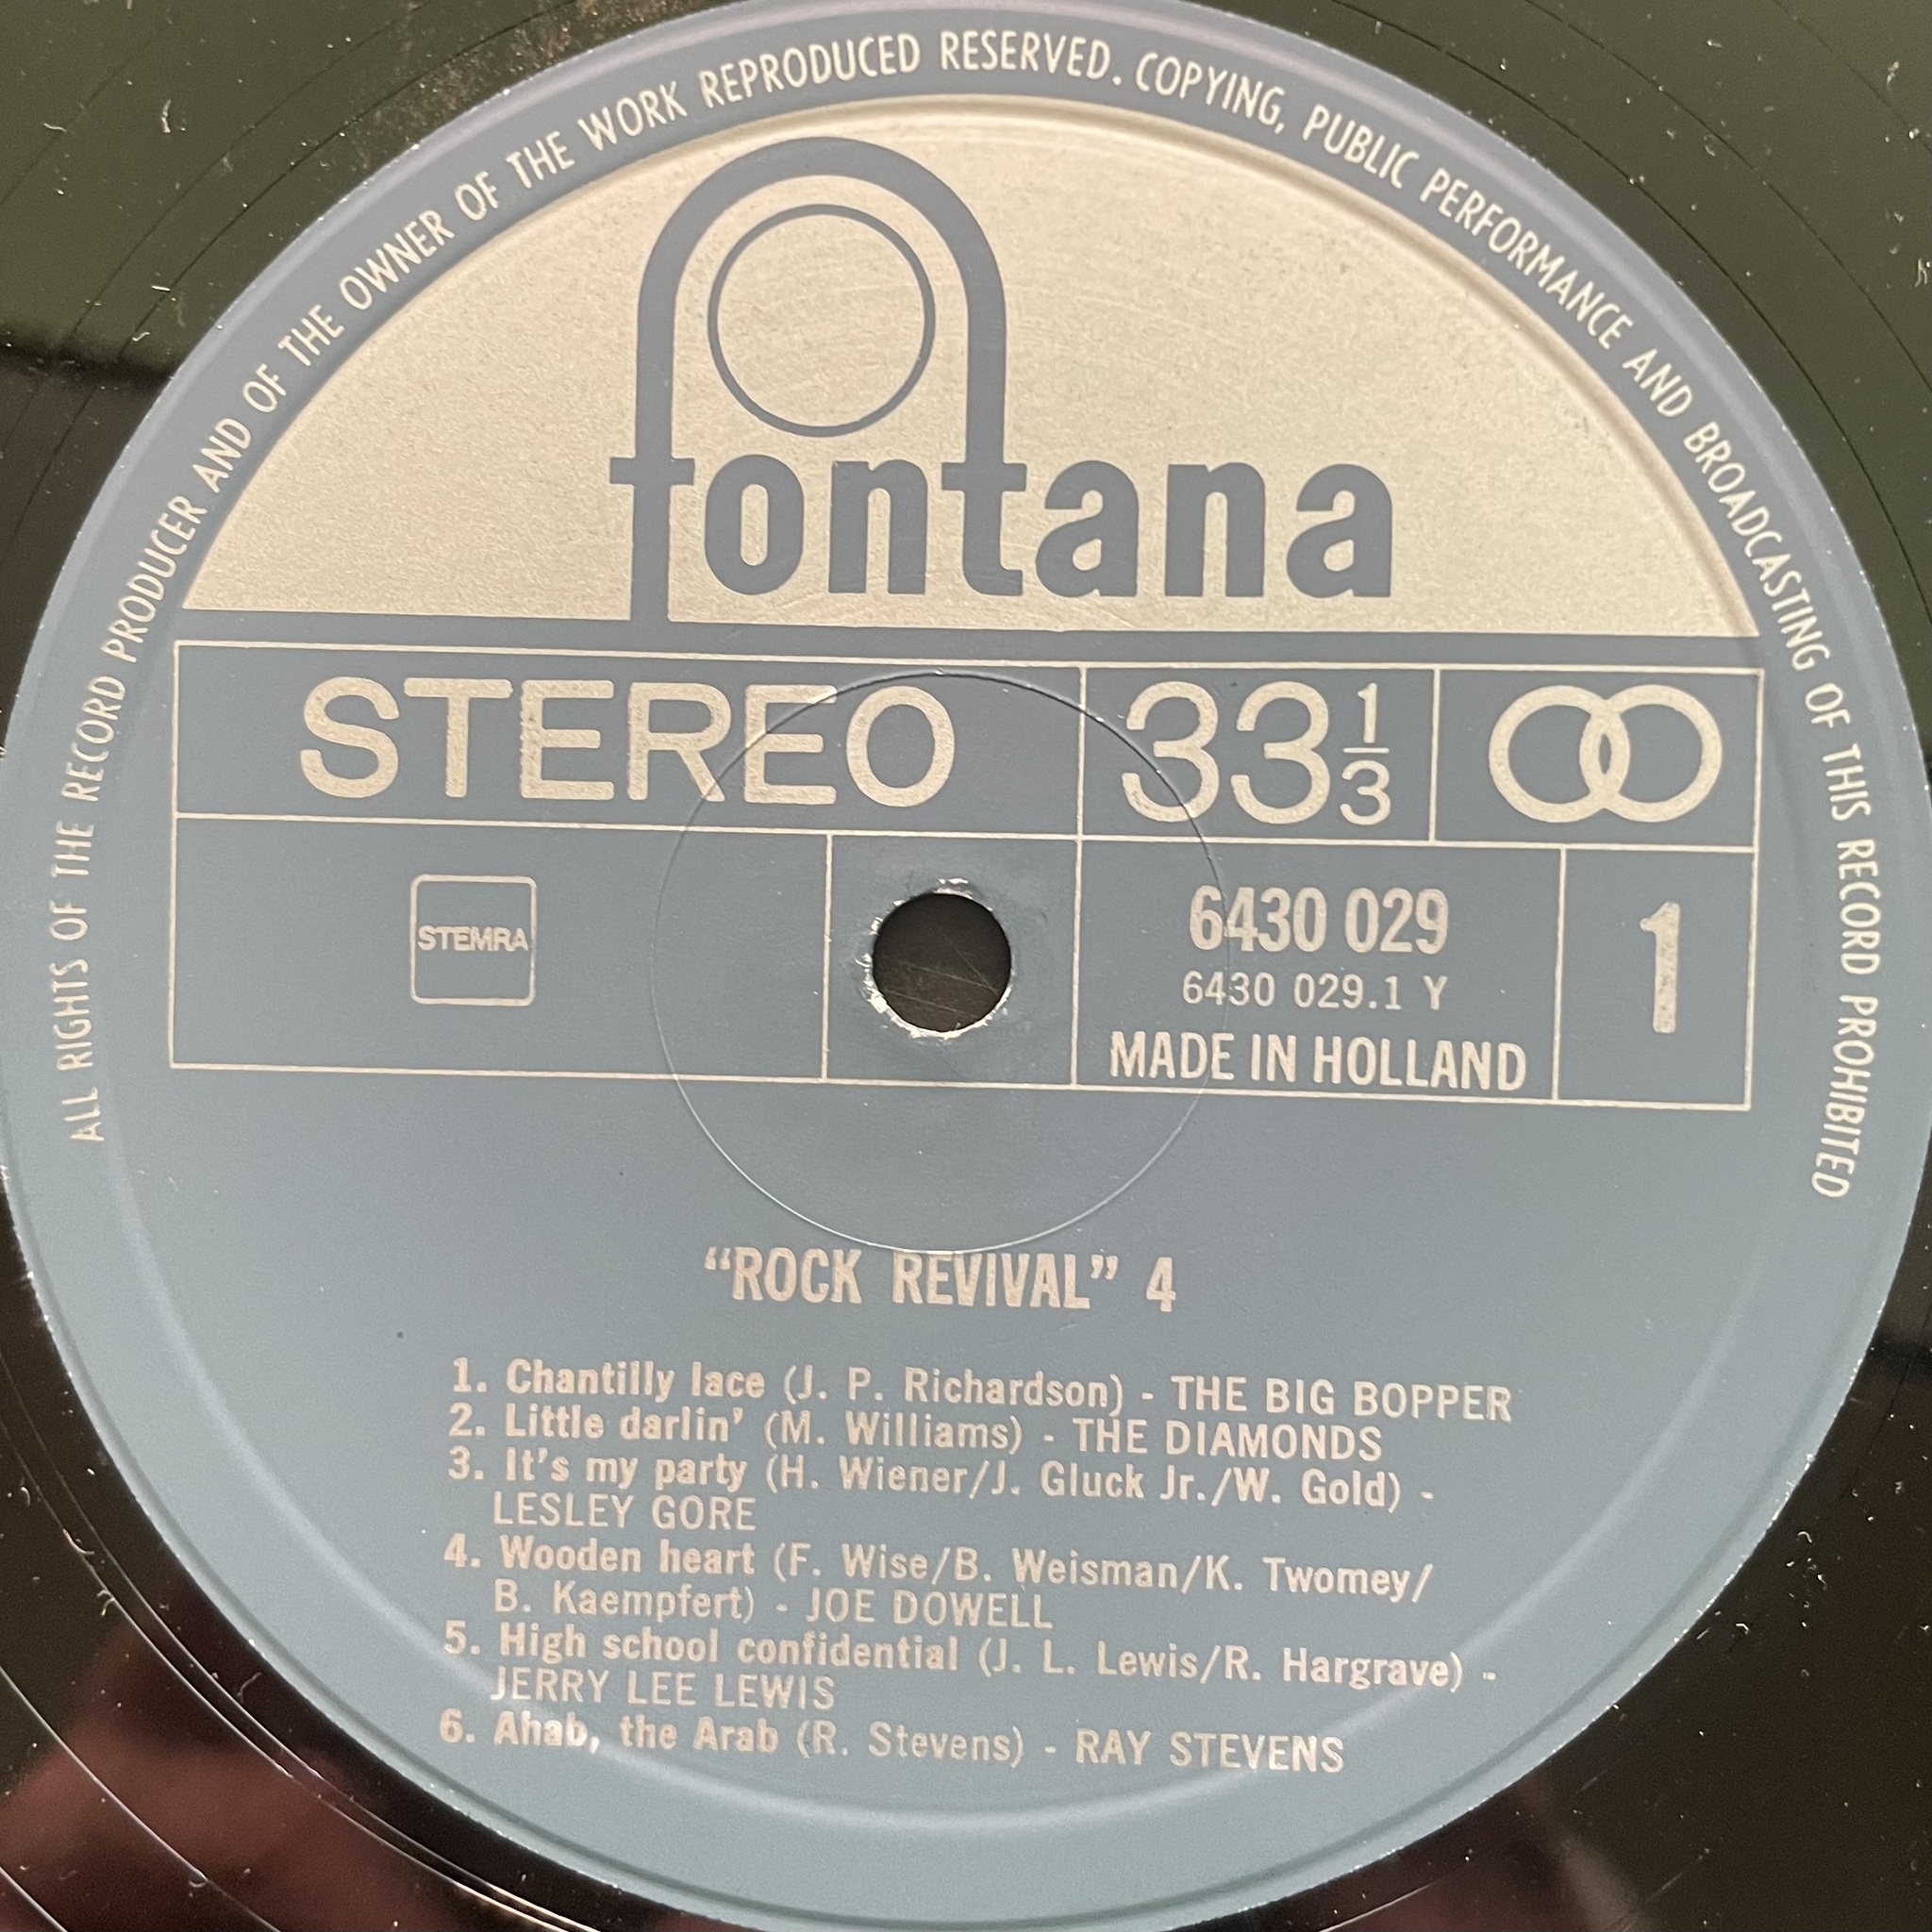 ALL RIGHTS OF THE RECORD PRODUCER AND OF THE OWNER OF THE WORK REPRODUCED RESERVED. COPYING, PUBLIC PERFORMANCE AND BROADCASTING OF THIS RECORD PROHIBITED
fontana
STEREO 33 1/3
STEMRA
6430 029
6430 029.1 Y
MADE IN HOLLAND
1
“ROCK REVIVAL” 4
1. Chantilly lace (J. P. Richardson) - THE BIG BOPPER
2. Little darlin’ (M. Williams) - THE DIAMONDS
3. It’s my party (H. Wiener/J. Gluck Jr./W. Gold) -
LESLEY GORE
4. Wooden heart (F. Wise/B. Weisman/K. Twomey/
B. Kaempfert) - JOE DOWELL
5. High school confidential (J. L. Lewis/R. Hargrave) -
JERRY LEE LEWIS
6. Ahab, the Arab (R. Stevens) - RAY STEVENS